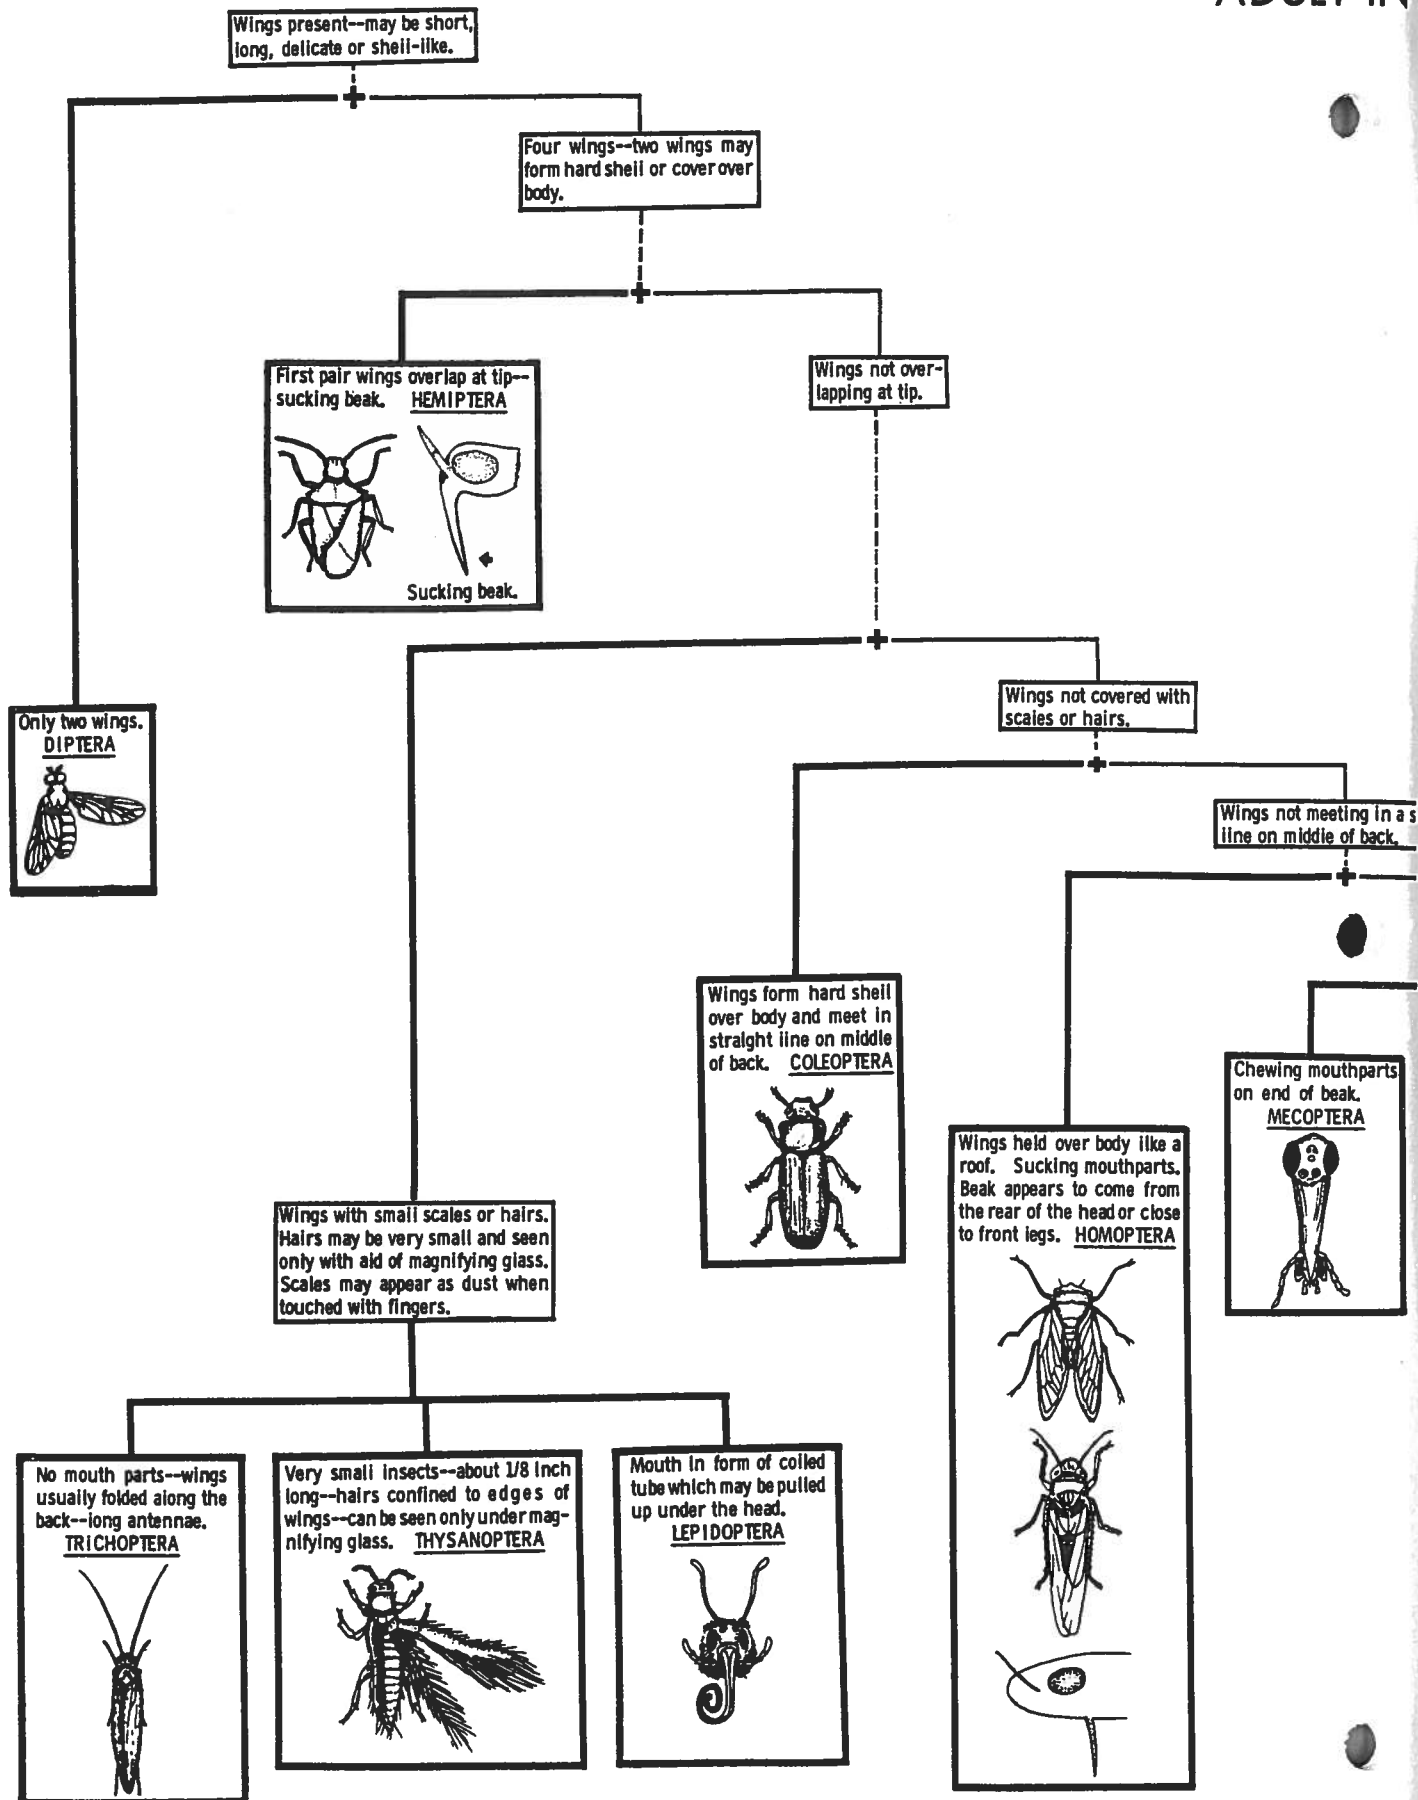 ADULT IN
Wings present--may be short,
long, delicate or shell-like.
Four wings--two wings may
form hard shell or cover over
body.
First pair wings overlap at tip--
sucking beak. HEMIPTERA
Sucking beak.
Wings not over-
lapping at tip.
Only two wings.
DIPTERA
Wings not covered with
scales or hairs.
Wings not meeting in a s
line on middle of back.
Wings form hard shell
over body and meet in
straight line on middle
of back. COLEOPTERA
Chewing mouthparts
on end of beak.
MECOPTERA
Wings held over body like a
roof. Sucking mouthparts.
Beak appears to come from
the rear of the head or close
to front legs. HOMOPTERA
Wings with small scales or hairs.
Hairs may be very small and seen
only with aid of magnifying glass.
Scales may appear as dust when
touched with fingers.
No mouth parts--wings
usually folded along the
back--long antennae.
TRICHOPTERA
Very small insects--about 1/8 inch
long--hairs confined to edges of
wings--can be seen only under mag-
nifying glass. THYSANOPTERA
Mouth in form of coiled
tube which may be pulled
up under the head.
LEPIDOPTERA